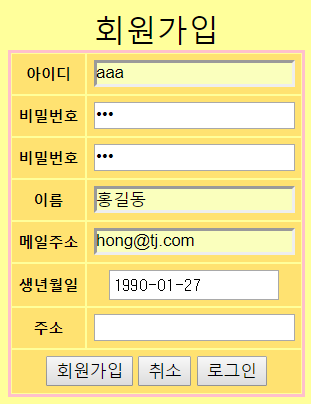 회원가입
아이디 aaa
비밀번호 •••
비밀번호 •••
이름 홍길동
메일주소 hong@tj.com
생년월일 1990-01-27
주소
회원가입 취소 로그인